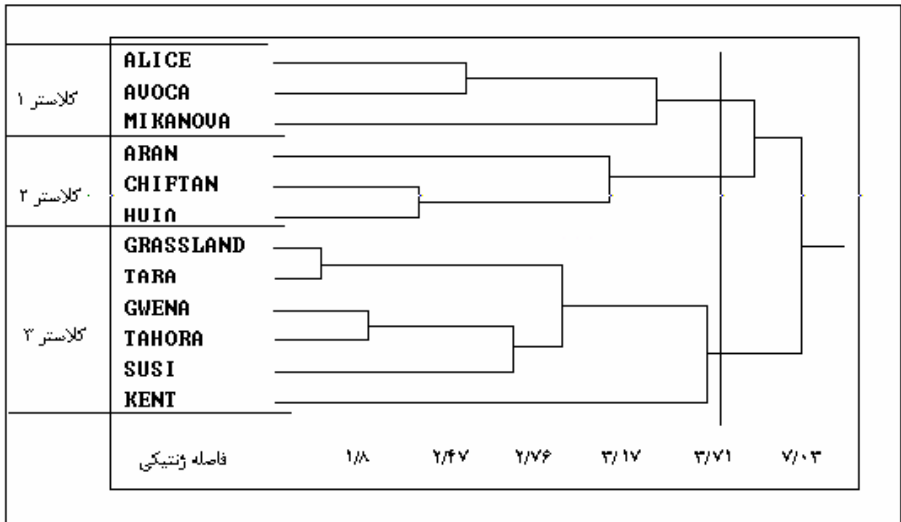 ALICE
AVOCA
MIKANOVA
کلاستر ۱
ARAN
CHIFTAN
HUIA
کلاستر ۲
GRASSLAND
TARA
GWENA
TAHORA
SUSI
KENT
کلاستر ۳
فاصله ژنتیکی ۱/۸ ۲/۴۷ ۲/۷۶ ۳/۱۷ ۳/۷۱ ۷/۰۳